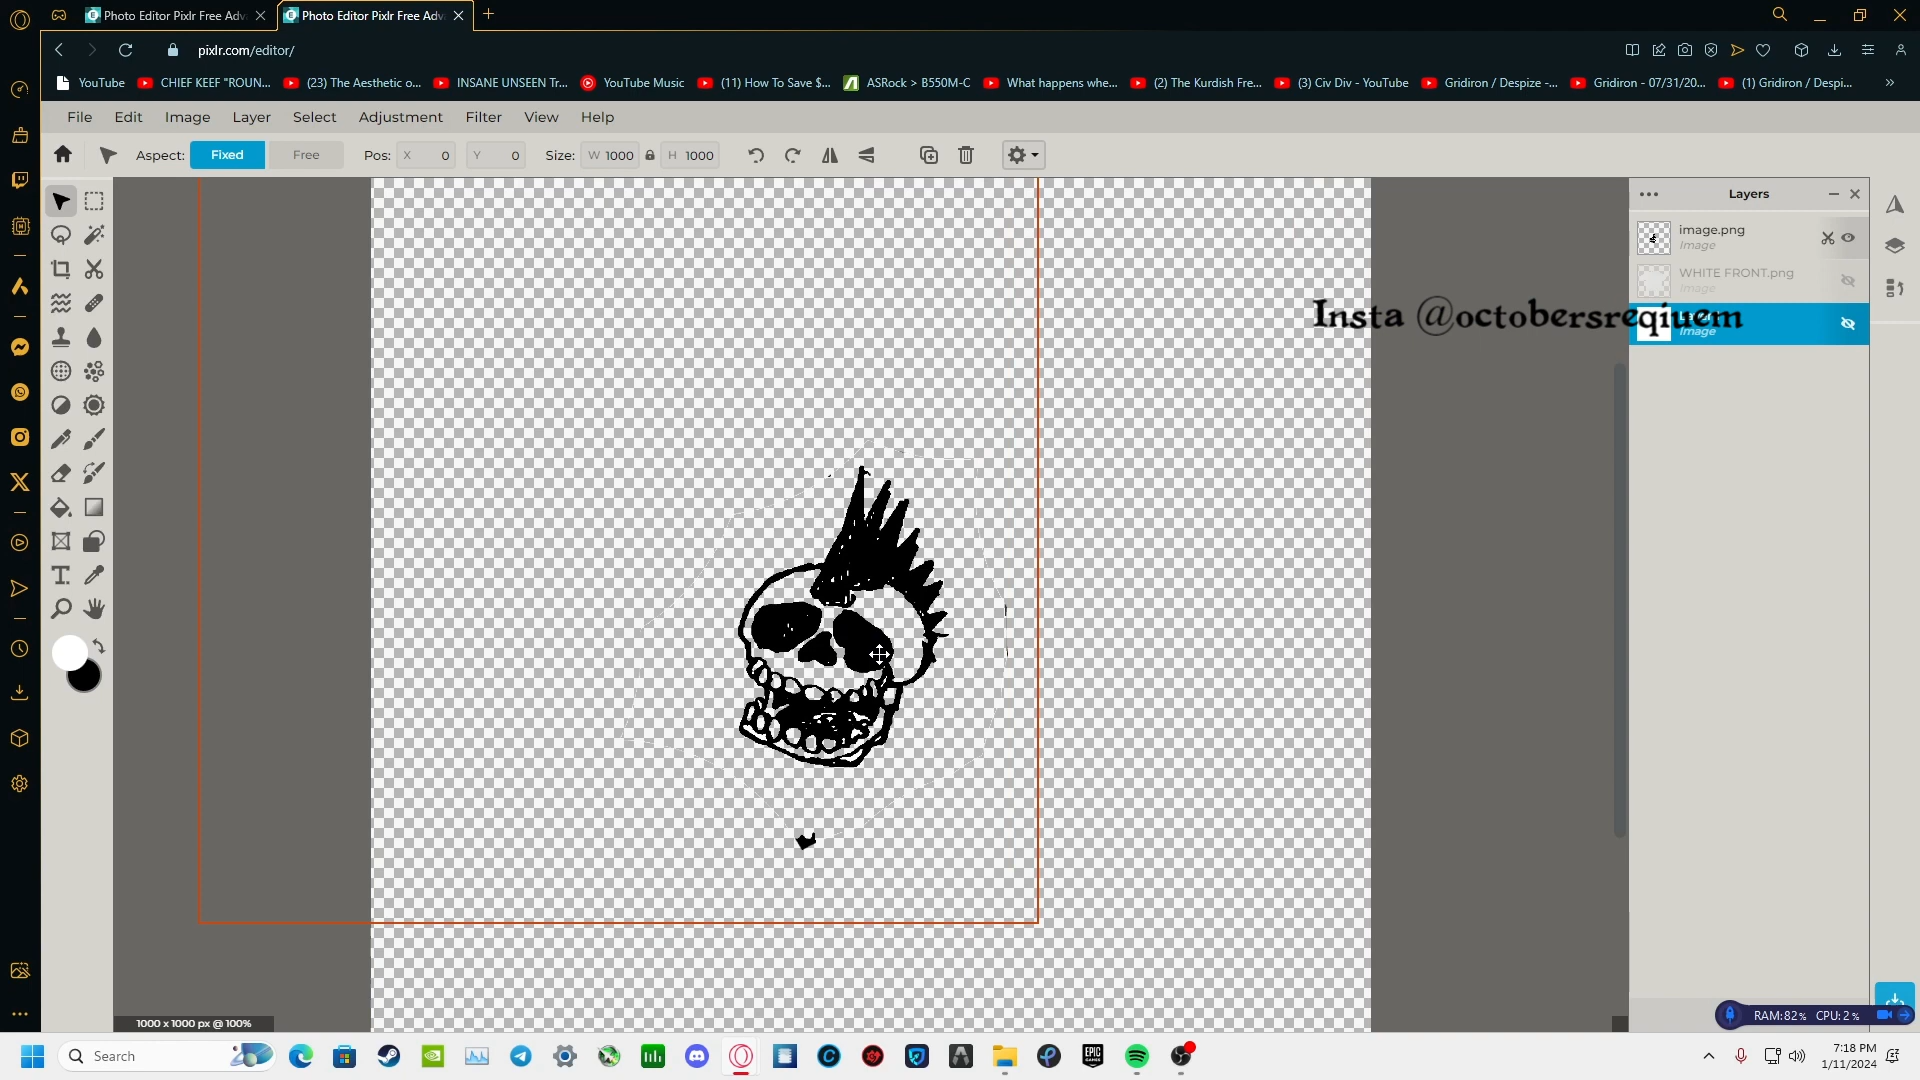 Photo Editor Pixlr Free Adv
Photo Editor Pixlr Free Adv
pixlr.com/editor/
YouTube
CHIEF KEEF "ROUN...
(23) The Aesthetic o...
INSANE UNSEEN Tr...
YouTube Music
(11) How To Save $...
ASRock > B550M-C
What happens whe...
(2) The Kurdish Fre...
(3) Civ Div - YouTube
Gridiron / Despize -...
Gridiron - 07/31/20...
(1) Gridiron / Despi...
File Edit Image Layer Select Adjustment Filter View Help
Aspect: Fixed Free Pos: X 0 Y 0 Size: W 1000 H 1000
Layers
image.png
Image
WHITE FRONT.png
Image
Insta @octobersreqiuem
Image
1000 x 1000 px @ 100%
RAM:82% CPU:2%
Search
EPIC GAMES
7:18 PM
1/11/2024